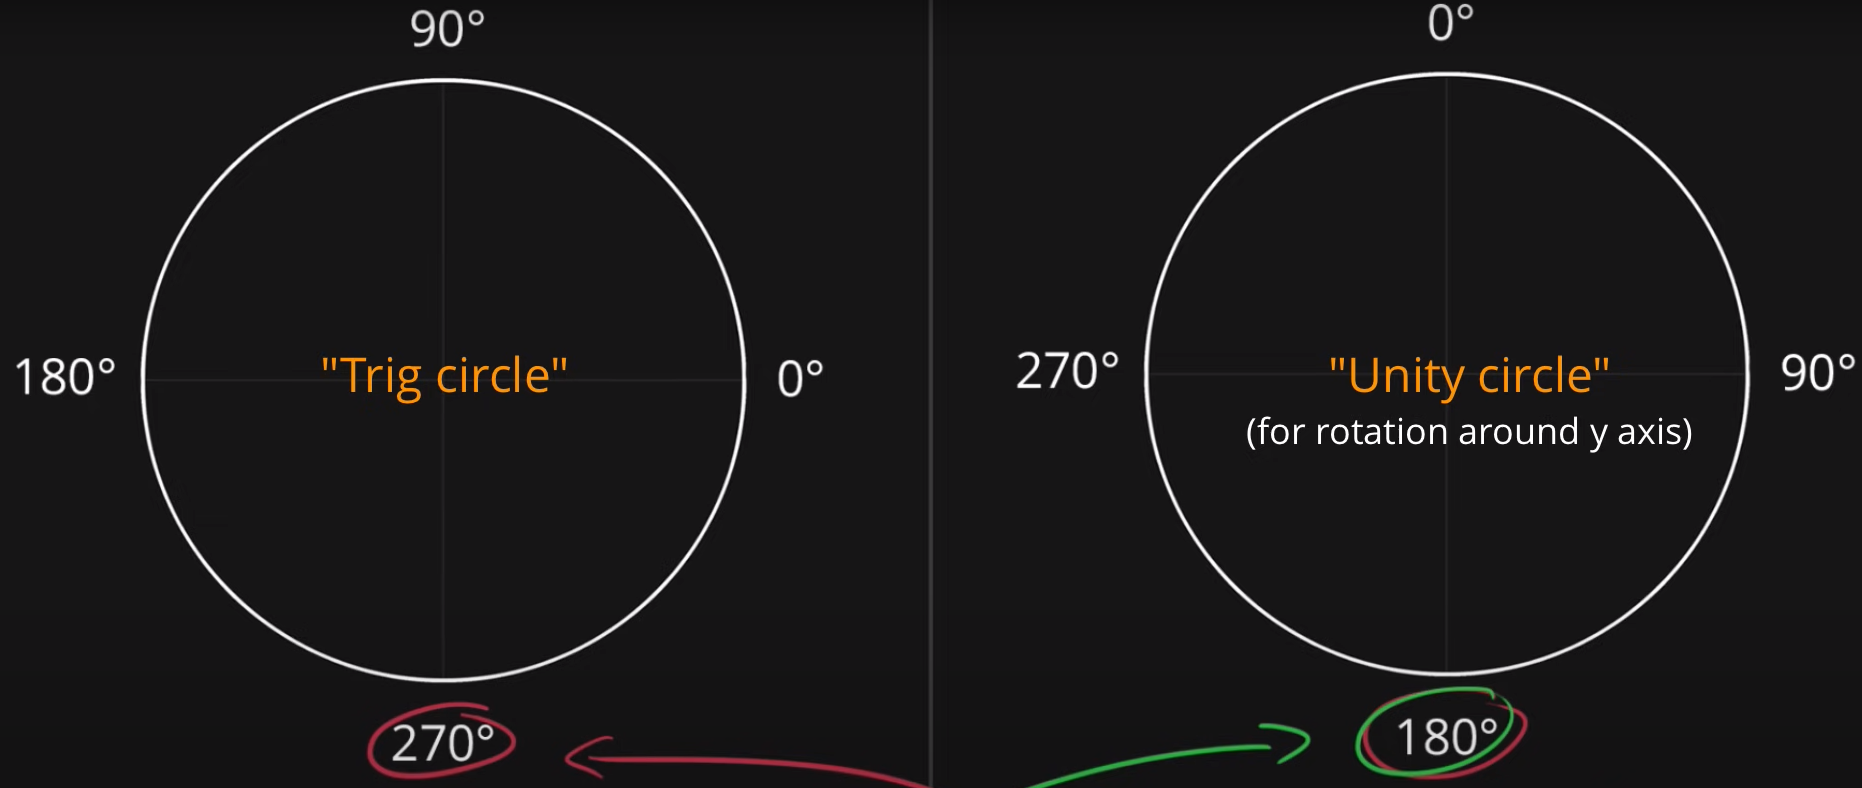 90°
180°
"Trig circle"
0°
270°
0°
270°
"Unity circle"
(for rotation around y axis)
90°
180°